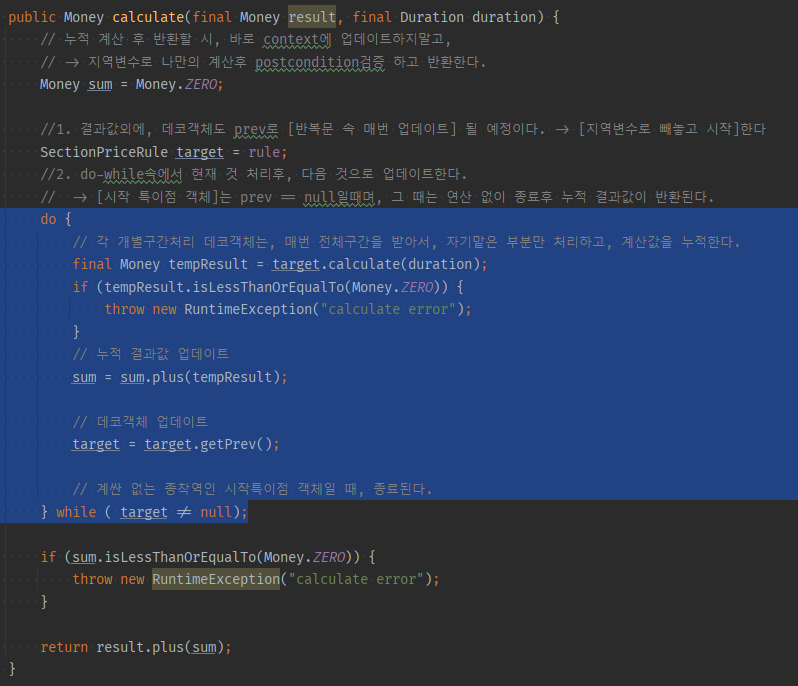 public Money calculate(final Money result, final Duration duration) {
// 누적 계산 후 반환할 시, 바로 context에 업데이트하지말고,
// → 지역변수로 나만의 계산후 postcondition검증 하고 반환한다.
Money sum = Money.ZERO;
//1. 결과값외에, 데코객체도 prev로 [반복문 속 매번 업데이트] 될 예정이다. → [지역변수로 빼놓고 시작]한다
SectionPriceRule target = rule;
//2. do-while속에서 현재 것 처리후, 다음 것으로 업데이트한다.
// → [시작 특이점 객체]는 prev == null일때며, 그 때는 연산 없이 종료후 누적 결과값이 반환된다.
do {
// 각 개별구간처리 데코객체는, 매번 전체구간을 받아서, 자기맡은 부분만 처리하고, 계산값을 누적한다.
final Money tempResult = target.calculate(duration);
if (tempResult.isLessThanOrEqualTo(Money.ZERO)) {
throw new RuntimeException("calculate error");
}
// 누적 결과값 업데이트
sum = sum.plus(tempResult);
// 데코객체 업데이트
target = target.getPrev();
// 계싼 없는 종착역인 시작특이점 객체일 때, 종료된다.
} while ( target ≠ null);
if (sum.isLessThanOrEqualTo(Money.ZERO)) {
throw new RuntimeException("calculate error");
}
return result.plus(sum);
}